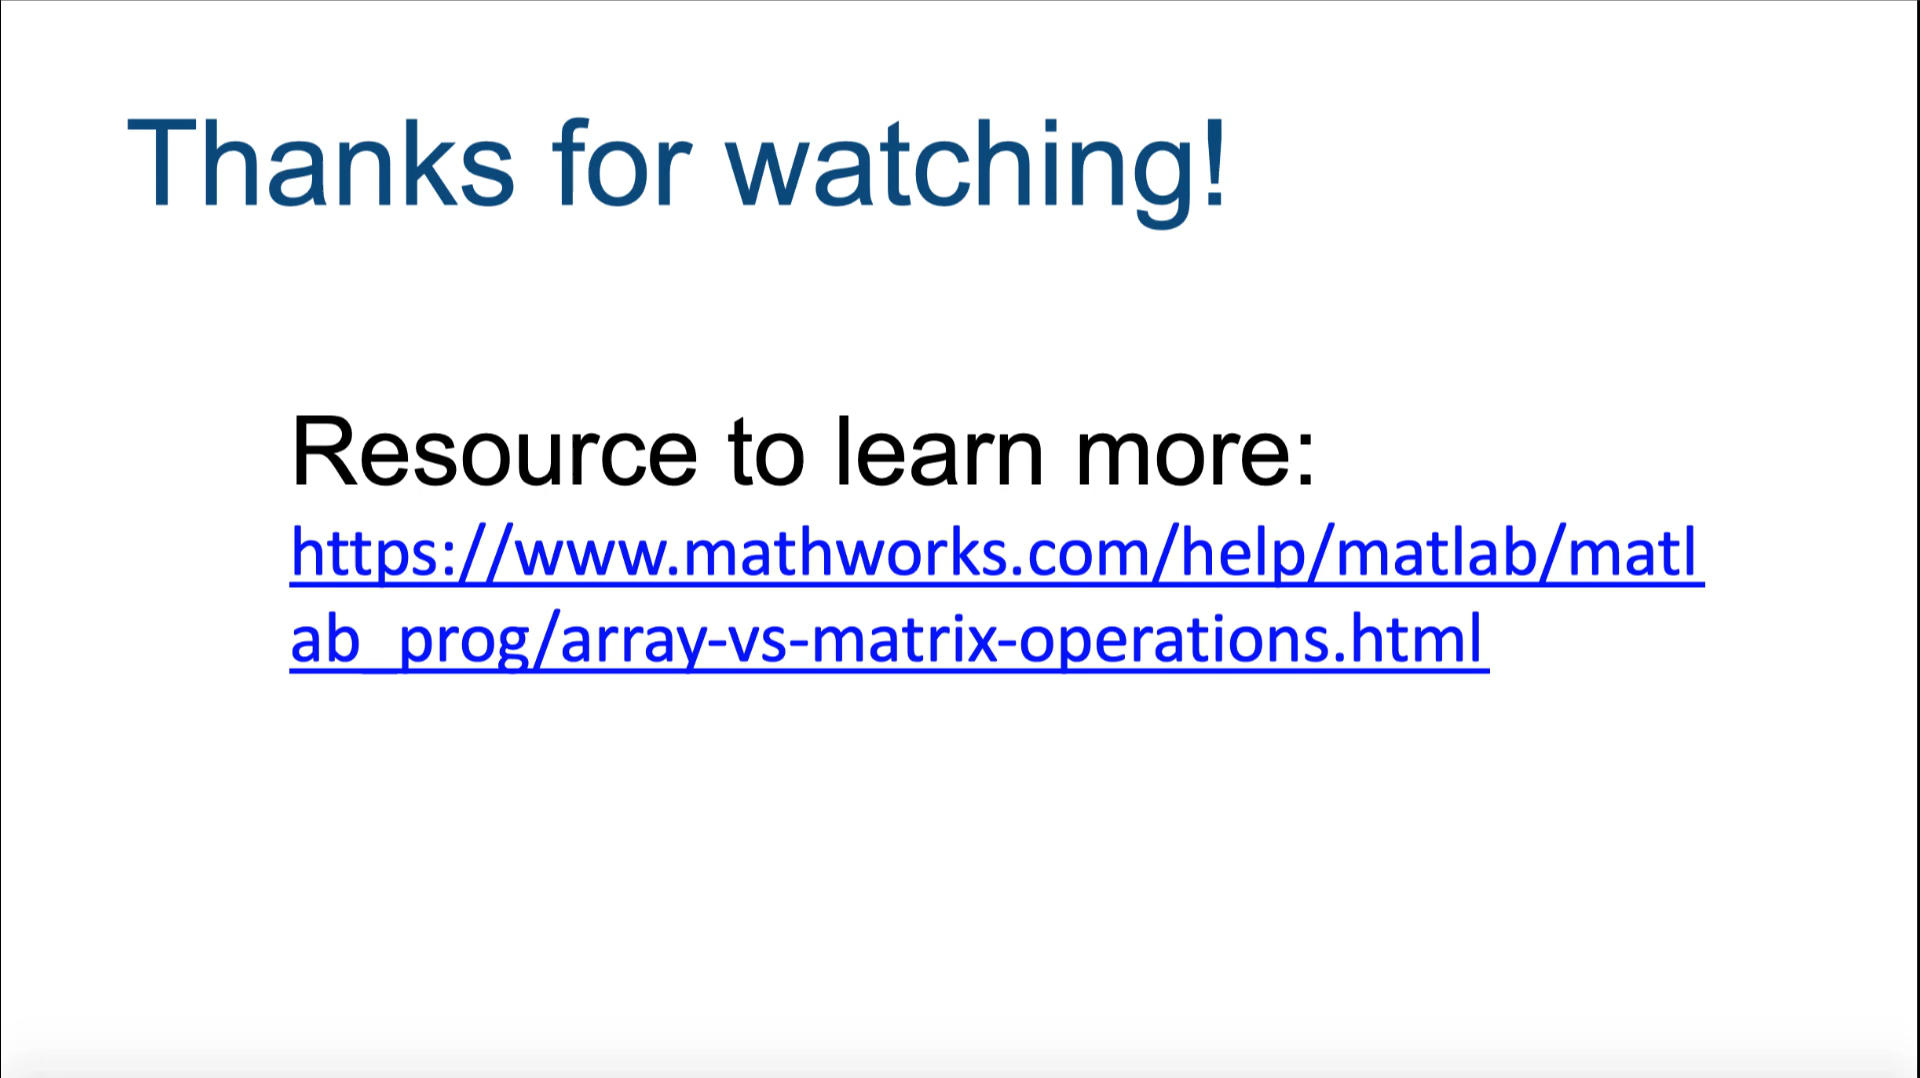 Thanks for watching!
Resource to learn more:
https://www.mathworks.com/help/matlab/matl
ab_prog/array-vs-matrix-operations.html